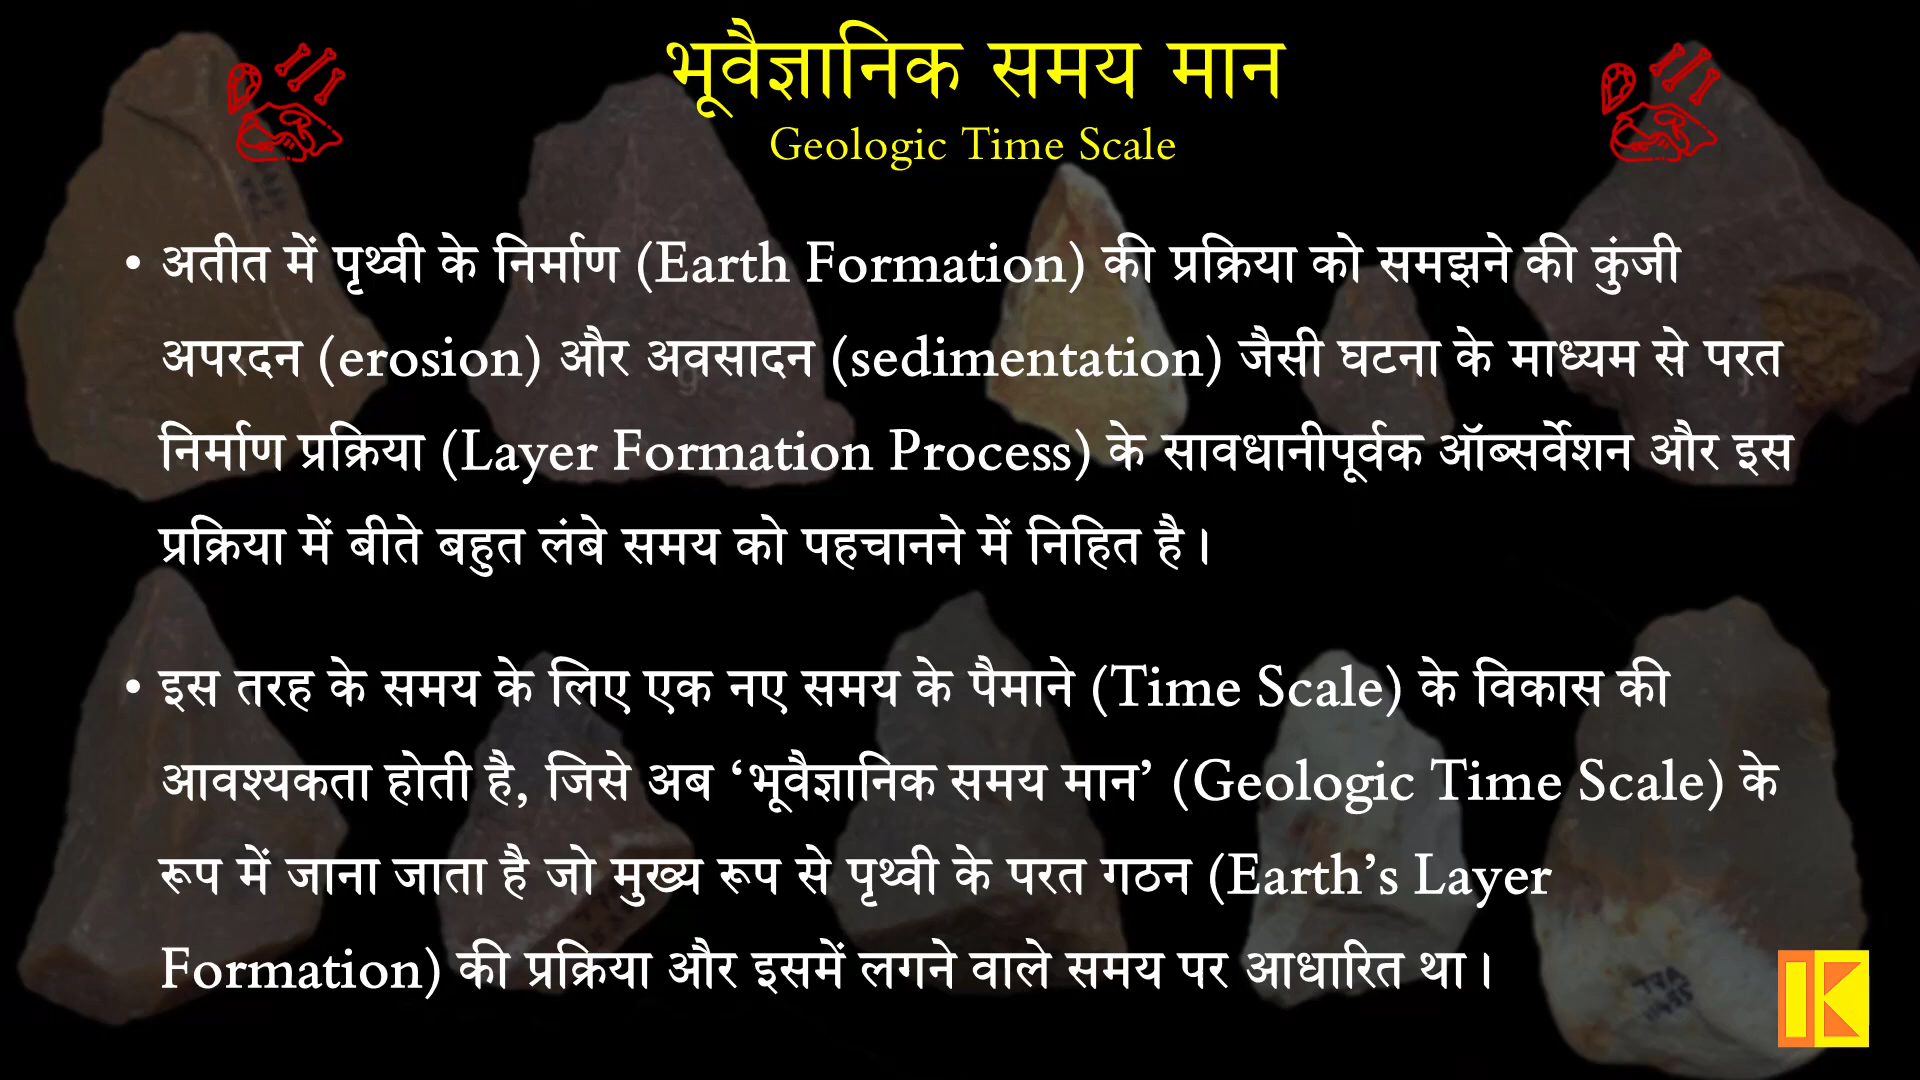 भूवैज्ञानिक समय मान
Geologic Time Scale
• अतीत में पृथ्वी के निर्माण (Earth Formation) की प्रक्रिया को समझने की कुंजी
अपरदन (erosion) और अवसादन (sedimentation) जैसी घटना के माध्यम से परत
निर्माण प्रक्रिया (Layer Formation Process) के सावधानीपूर्वक ऑब्सर्वेशन और इस
प्रक्रिया में बीते बहुत लंबे समय को पहचानने में निहित है।
• इस तरह के समय के लिए एक नए समय के पैमाने (Time Scale) के विकास की
आवश्यकता होती है, जिसे अब ‘भूवैज्ञानिक समय मान’ (Geologic Time Scale) के
रूप में जाना जाता है जो मुख्य रूप से पृथ्वी के परत गठन (Earth’s Layer
Formation) की प्रक्रिया और इसमें लगने वाले समय पर आधारित था।
IK